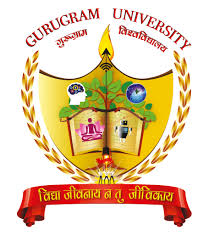 GURUGRAM UNIVERSITY
गुरुग्राम विश्वविद्यालय
विद्या जीवनाय न तु जीविकाय